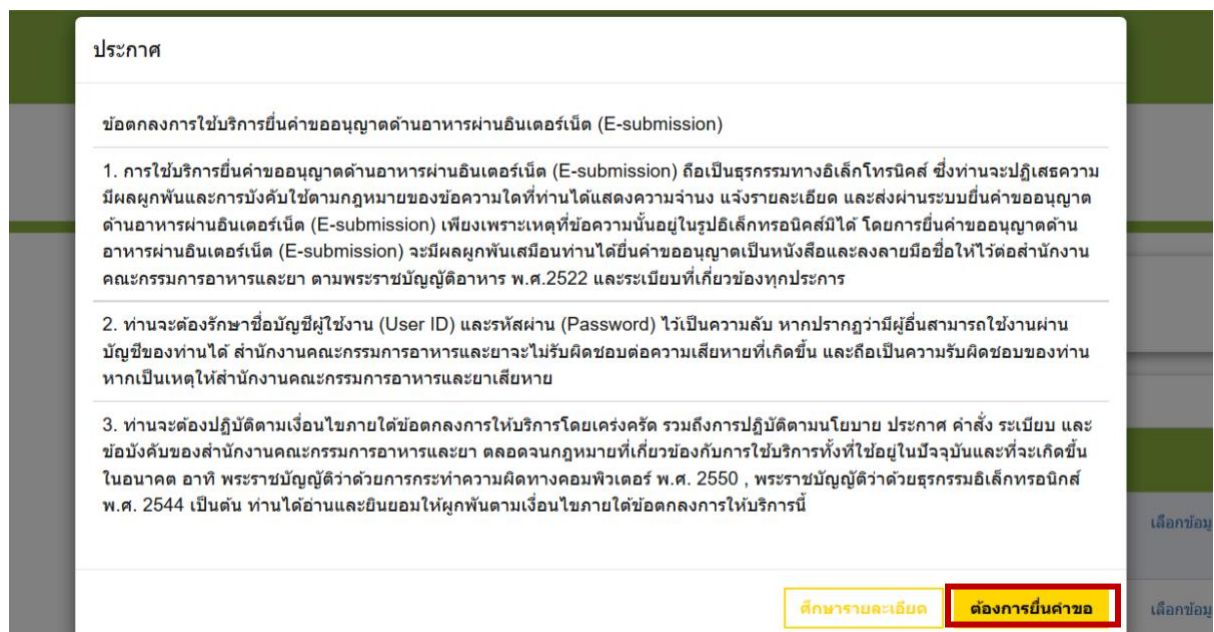 ประกาศ
ข้อตกลงการใช้บริการยื่นคำขออนุญาตด้านอาหารผ่านอินเตอร์เน็ต (E-submission)
1. การใช้บริการยื่นคำขออนุญาตด้านอาหารผ่านอินเตอร์เน็ต (E-submission) ถือเป็นธุรกรรมทางอิเล็กโทรนิคส์ ซึ่งท่านจะปฏิเสธความ
มีผลผูกพันและการบังคับใช้ตามกฎหมายของข้อความใดที่ท่านได้แสดงความจำนง แจ้งรายละเอียด และส่งผ่านระบบยื่นคำขออนุญาต
ด้านอาหารผ่านอินเตอร์เน็ต (E-submission) เพียงเพราะเหตุที่ข้อความนั้นอยู่ในรูปอิเล็กทรอนิคส์มิได้ โดยการยื่นคำขออนุญาตด้าน
อาหารผ่านอินเตอร์เน็ต (E-submission) จะมีผลผูกพันเสมือนท่านได้ยื่นคำขออนุญาตเป็นหนังสือและลงลายมือชื่อให้ไว้ต่อสำนักงาน
คณะกรรมการอาหารและยา ตามพระราชบัญญัติอาหาร พ.ศ.2522 และระเบียบที่เกี่ยวข้องทุกประการ
2. ท่านจะต้องรักษาชื่อบัญชีผู้ใช้งาน (User ID) และรหัสผ่าน (Password) ไว้เป็นความลับ หากปรากฏว่ามีผู้อื่นสามารถใช้งานผ่าน
บัญชีของท่านได้ สำนักงานคณะกรรมการอาหารและยาจะไม่รับผิดชอบต่อความเสียหายที่เกิดขึ้น และถือเป็นความรับผิดชอบของท่าน
หากเป็นเหตุให้สำนักงานคณะกรรมการอาหารและยาเสียหาย
3. ท่านจะต้องปฏิบัติตามเงื่อนไขภายใต้ข้อตกลงการให้บริการโดยเคร่งครัด รวมถึงการปฏิบัติตามนโยบาย ประกาศ คำสั่ง ระเบียบ และ
ข้อบังคับของสำนักงานคณะกรรมการอาหารและยา ตลอดจนกฎหมายที่เกี่ยวข้องกับการใช้บริการทั้งที่ใช้อยู่ในปัจจุบันและที่จะเกิดขึ้น
ในอนาคต อาทิ พระราชบัญญัติว่าด้วยการกระทำความผิดทางคอมพิวเตอร์ พ.ศ. 2550 , พระราชบัญญัติว่าด้วยธุรกรรมอิเล็กทรอนิกส์
พ.ศ. 2544 เป็นต้น ท่านได้อ่านและยินยอมให้ผูกพันตามเงื่อนไขภายใต้ข้อตกลงการให้บริการนี้
เลือกข้อมู
ศึกษารายละเอียด ต้องการยื่นคำขอ เลือกข้อมู